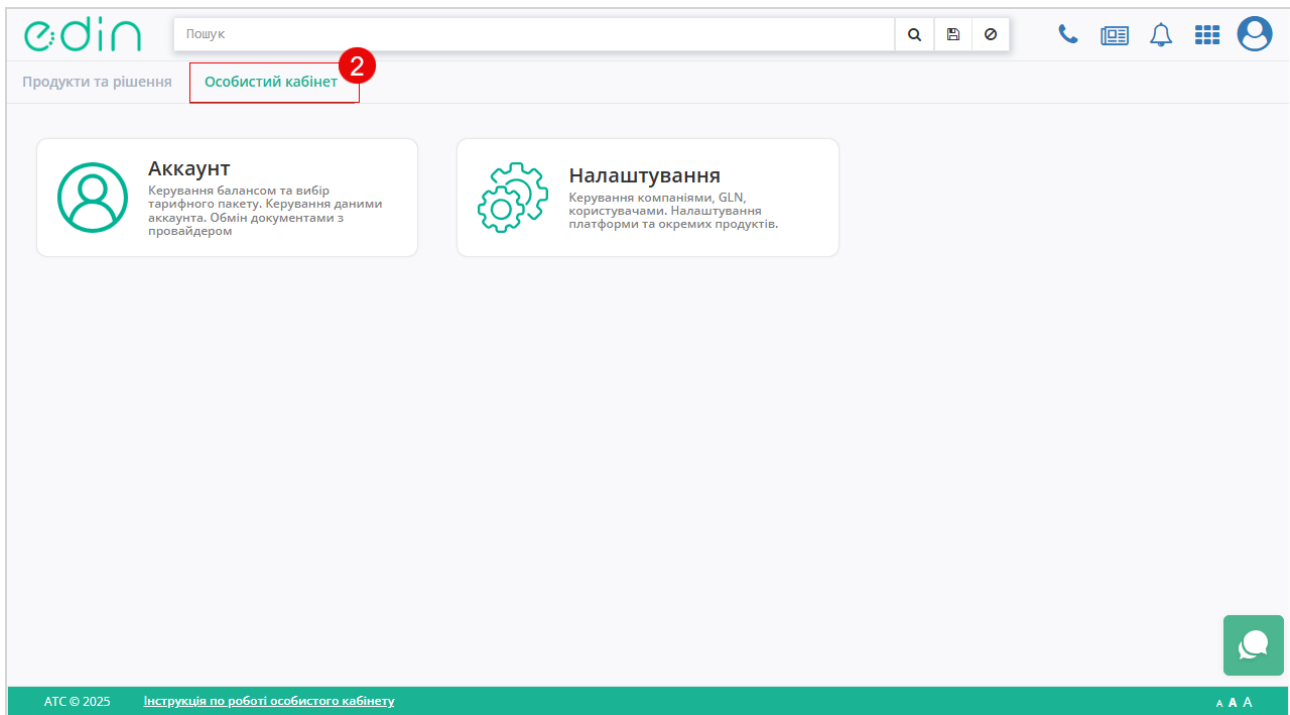 edin
Пошук
2
Продукти та рішення
Особистий кабінет
Аккаунт
Керування балансом та вибір
тарифного пакету. Керування даними
аккаунта. Обмін документами з
провайдером
Налаштування
Керування компаніями, GLN,
користувачами. Налаштування
платформи та окремих продуктів.
АТС © 2025 Інструкція по роботі особистого кабінету
А А А